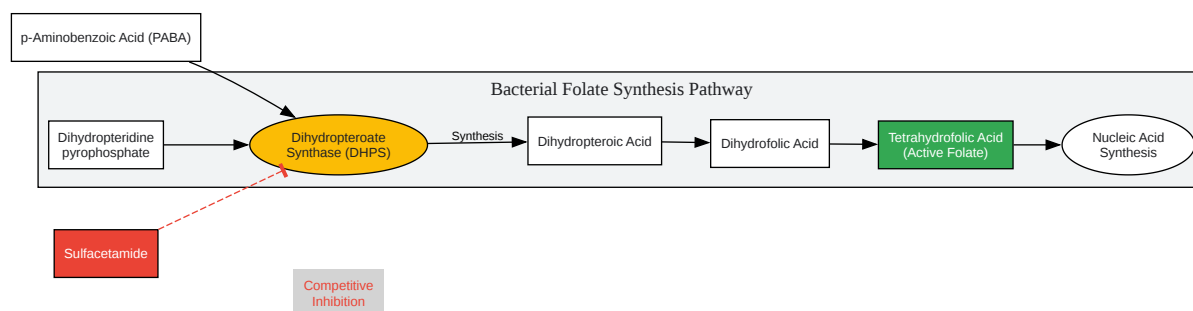 p-Aminobenzoic Acid (PABA)
Bacterial Folate Synthesis Pathway
Dihydropteridine
pyrophosphate
Dihydropteroate
Synthase (DHPS)
Synthesis
Dihydropteroic Acid
Dihydrofolic Acid
Tetrahydrofolic Acid
(Active Folate)
Nucleic Acid
Synthesis
Sulfacetamide
Competitive
Inhibition